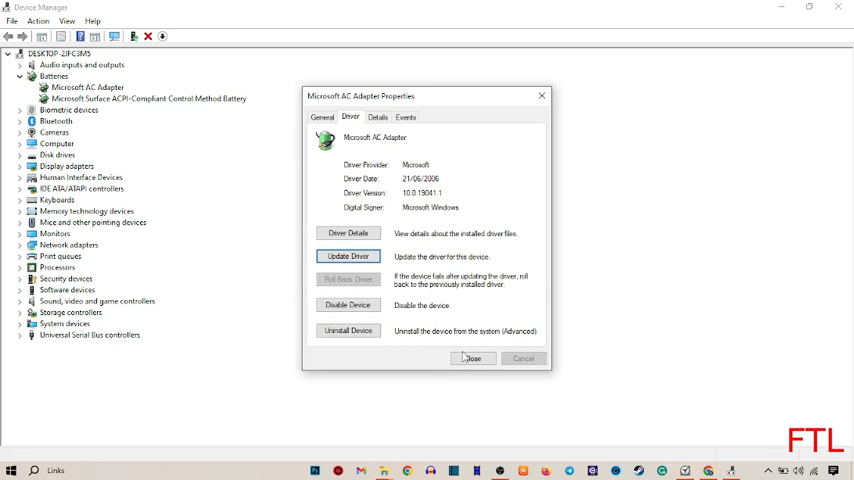 Device Manager
File Action View Help
DESKTOP-2JFC3M5
Audio inputs and outputs
Batteries
Microsoft AC Adapter
Microsoft Surface ACPI-Compliant Control Method Battery
Biometric devices
Bluetooth
Cameras
Computer
Disk drives
Display adapters
Human Interface Devices
IDE ATA/ATAPI controllers
Keyboards
Memory technology devices
Mice and other pointing devices
Monitors
Network adapters
Print queues
Processors
Security devices
Software devices
Sound, video and game controllers
Storage controllers
System devices
Universal Serial Bus controllers
Microsoft AC Adapter Properties
General Driver Details Events
Microsoft AC Adapter
Driver Provider: Microsoft
Driver Date: 21/06/2006
Driver Version: 10.0.19041.1
Digital Signer: Microsoft Windows
Driver Details View details about the installed driver files.
Update Driver Update the driver for this device.
Roll Back Driver If the device fails after updating the driver, roll
back to the previously installed driver.
Disable Device Disable the device.
Uninstall Device Uninstall the device from the system (Advanced).
Close Cancel
FTL
Links